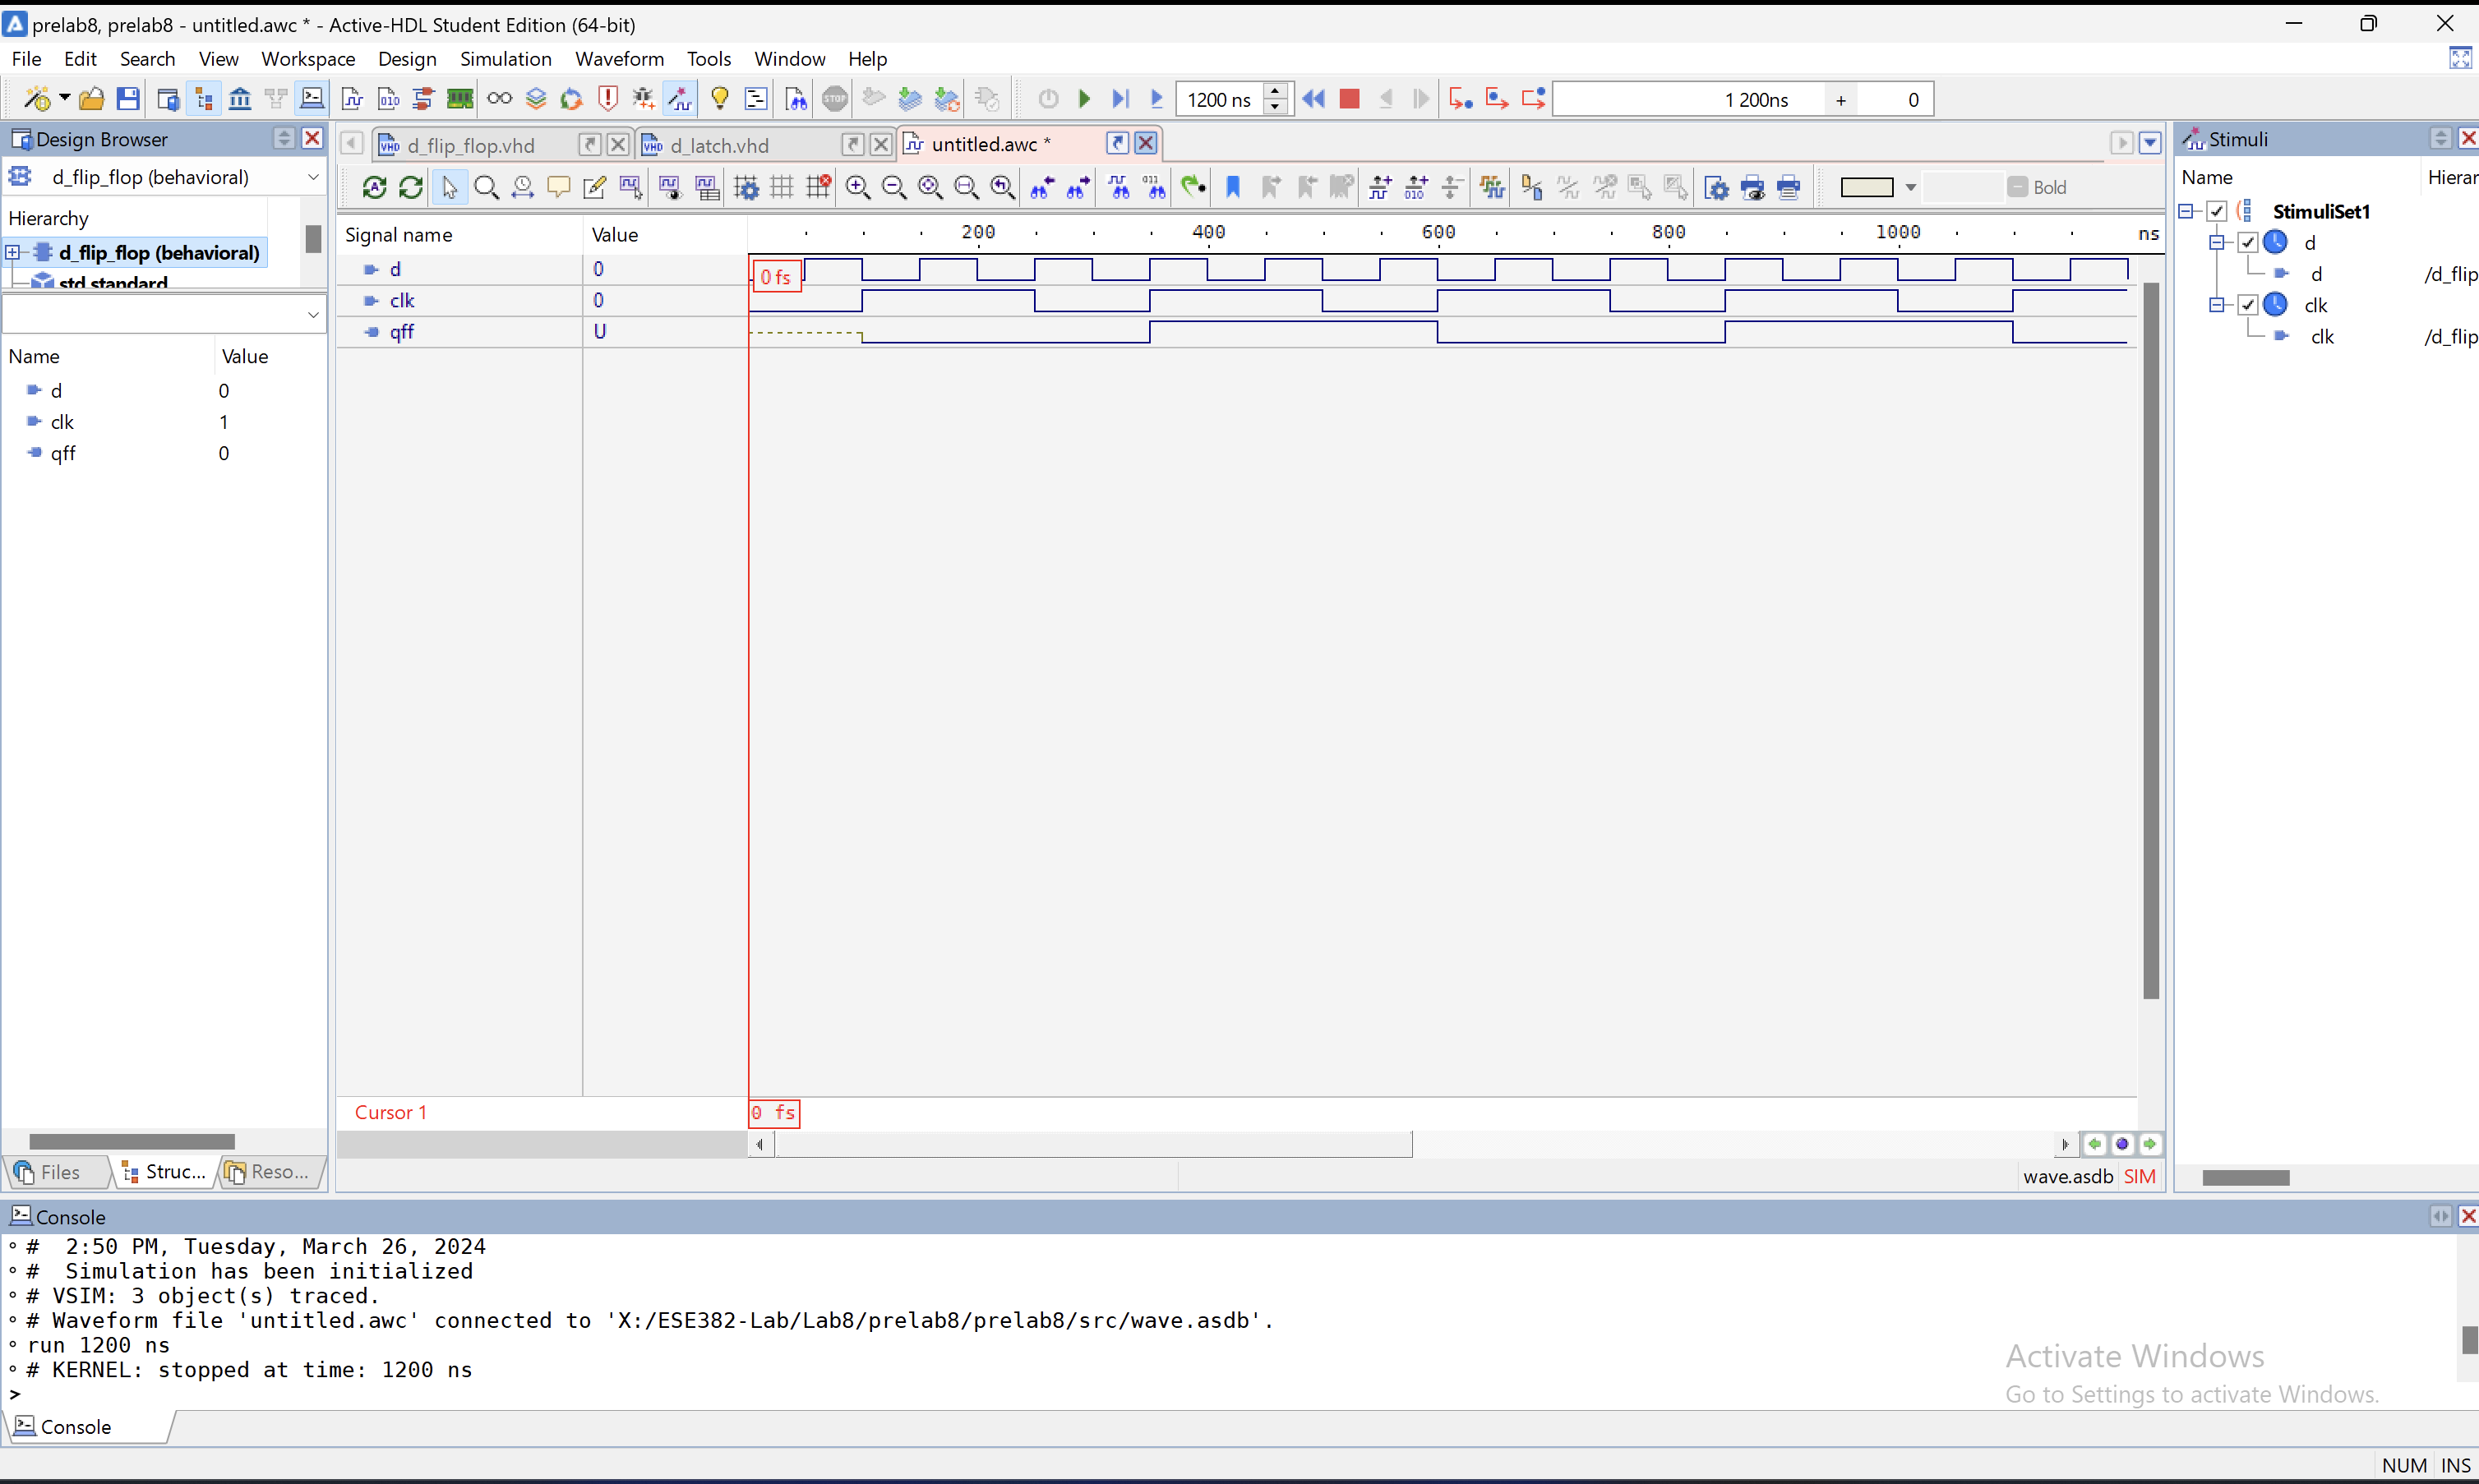 prelab8, prelab8 - untitled.awc * - Active-HDL Student Edition (64-bit)
File Edit Search View Workspace Design Simulation Waveform Tools Window Help
STOP 1200 ns 1 200ns + 0
Design Browser
d_flip_flop (behavioral)
Hierarchy
d_flip_flop (behavioral)
std.standard
Name Value
d 0
clk 1
qff 0
Files Struc... Reso...
d_flip_flop.vhd d_latch.vhd untitled.awc *
Bold
Signal name Value 200 400 600 800 1000 ns
d 0 0 fs
clk 0
qff U
Cursor 1 0 fs
wave.asdb SIM
Stimuli
Name Hierar
StimuliSet1
d
d /d_flip
clk
clk /d_flip
Console
# 2:50 PM, Tuesday, March 26, 2024
# Simulation has been initialized
# VSIM: 3 object(s) traced.
# Waveform file 'untitled.awc' connected to 'X:/ESE382-Lab/Lab8/prelab8/prelab8/src/wave.asdb'.
run 1200 ns
# KERNEL: stopped at time: 1200 ns
>
Activate Windows
Go to Settings to activate Windows.
Console
NUM INS